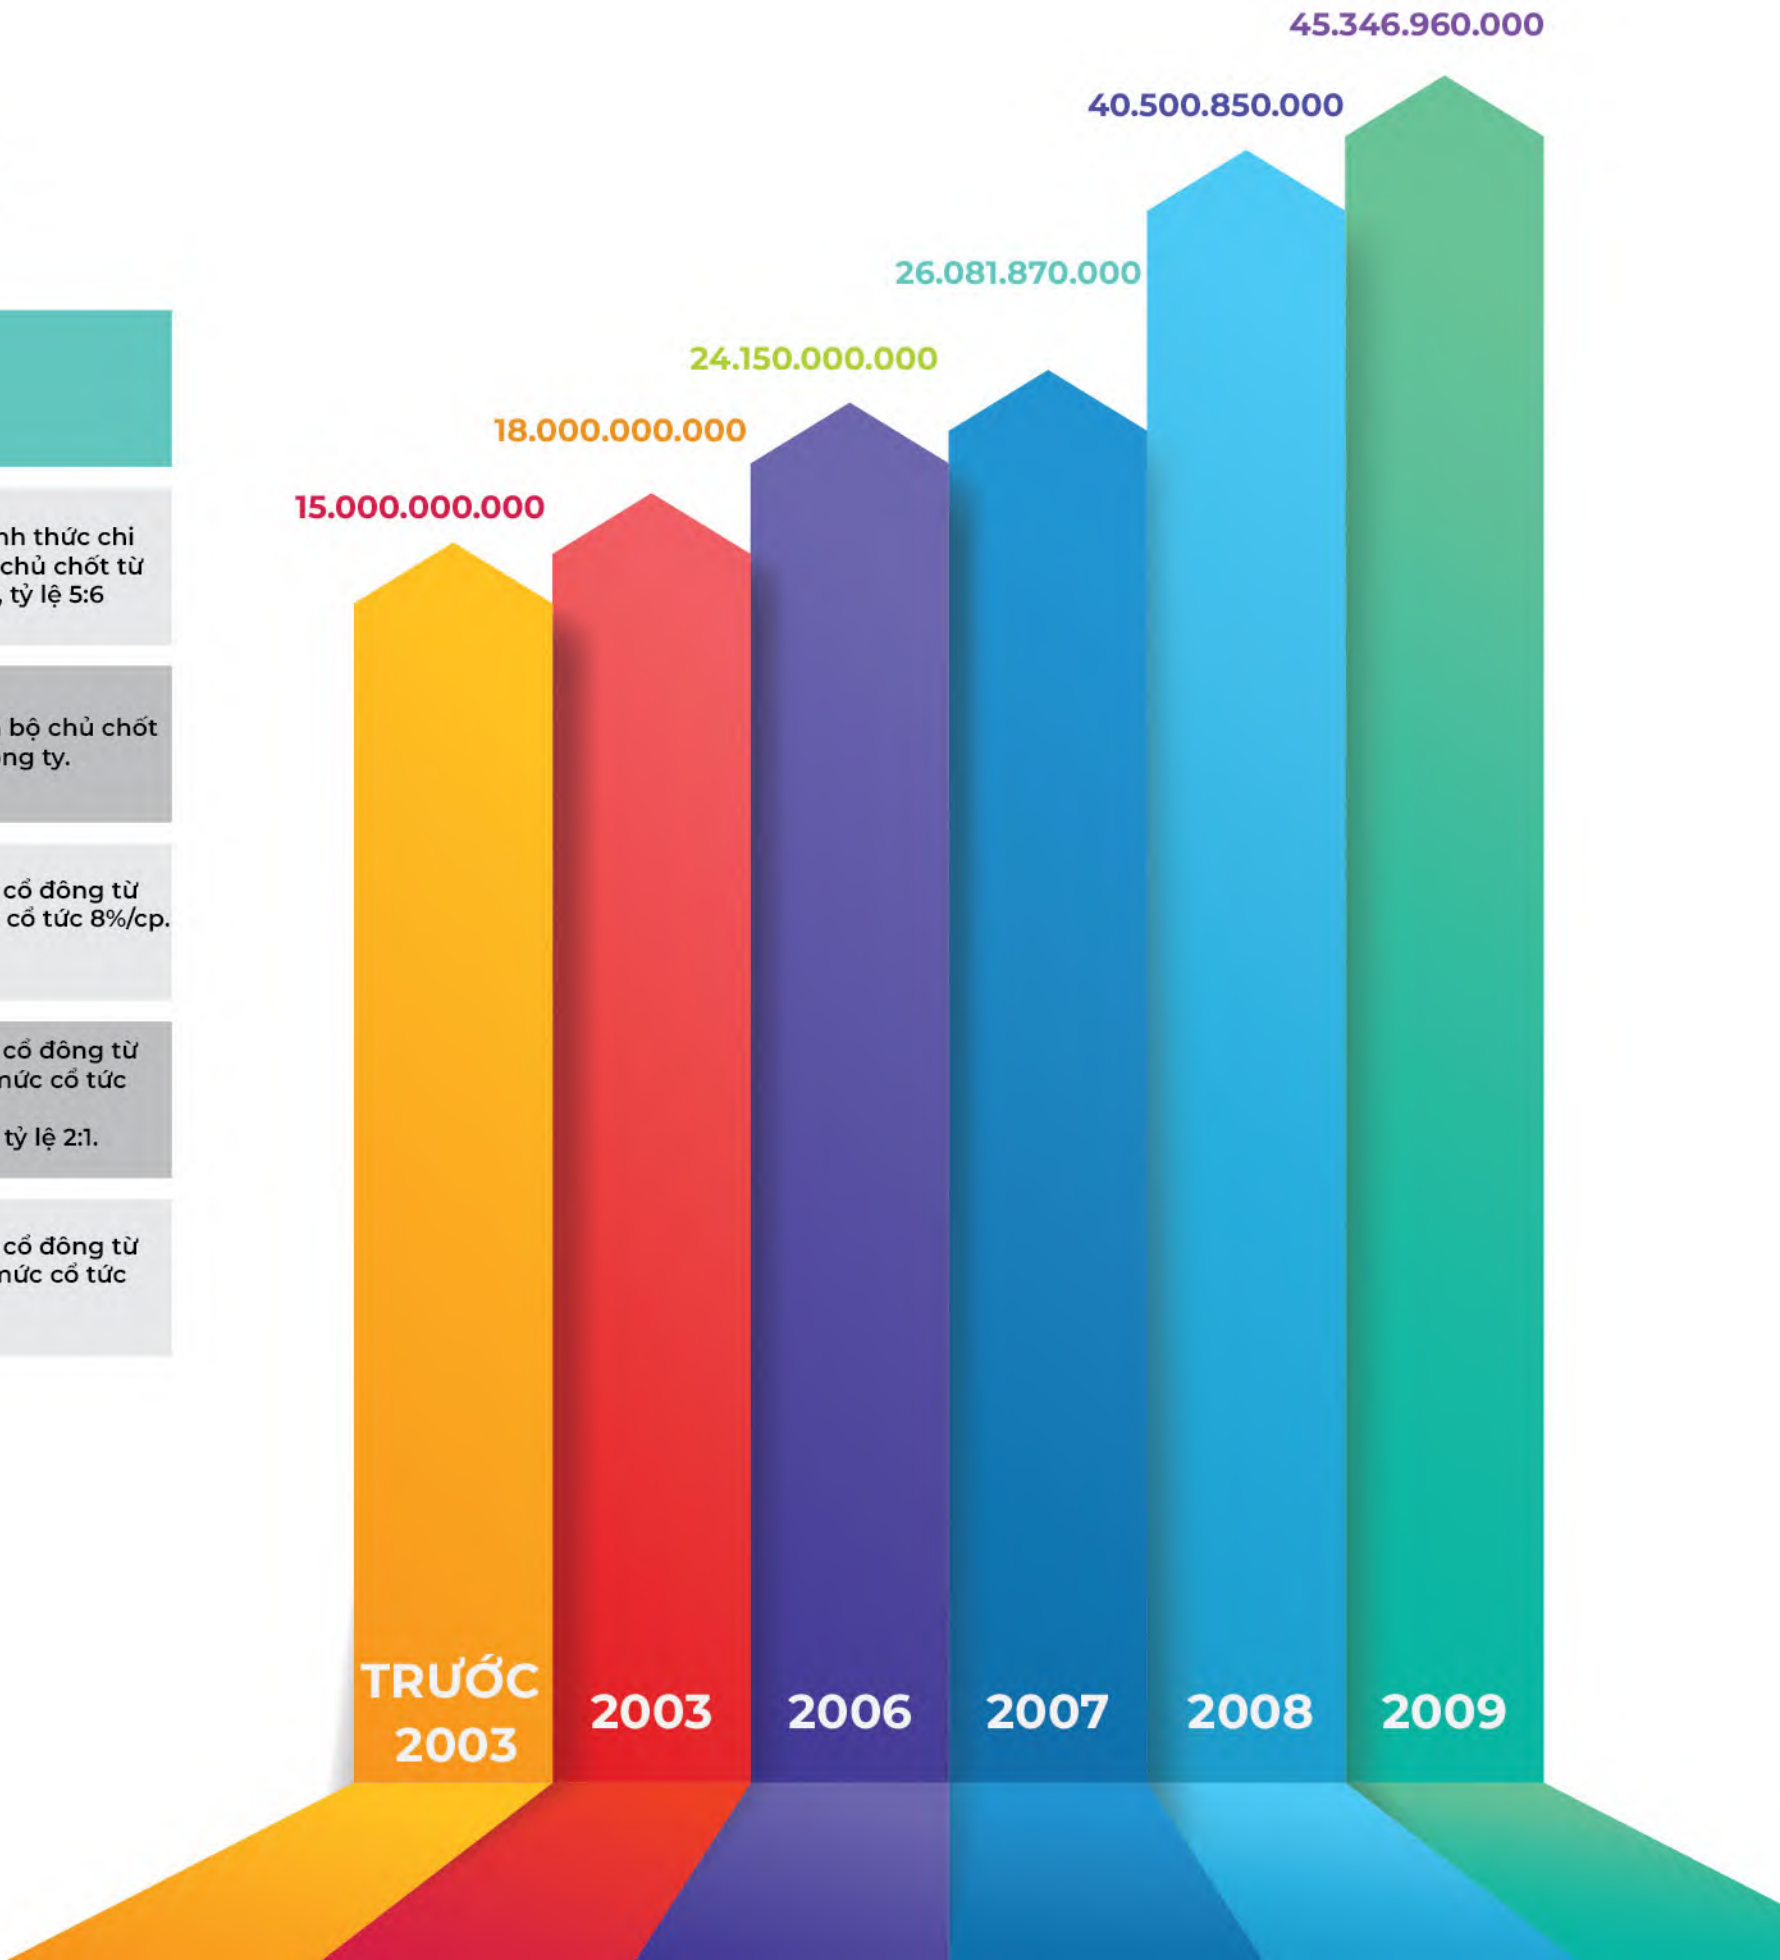 nh thức chi
chủ chốt từ
, tỷ lệ 5:6
bộ chủ chốt
ng ty.
cổ đông từ
cổ tức 8%/cp.
cổ đông từ
mức cổ tức
tỷ lệ 2:1.
cổ đông từ
mức cổ tức
45.346.960.000
40.500.850.000
26.081.870.000
24.150.000.000
18.000.000.000
15.000.000.000
TRƯỚC
2003
2003
2006
2007
2008
2009